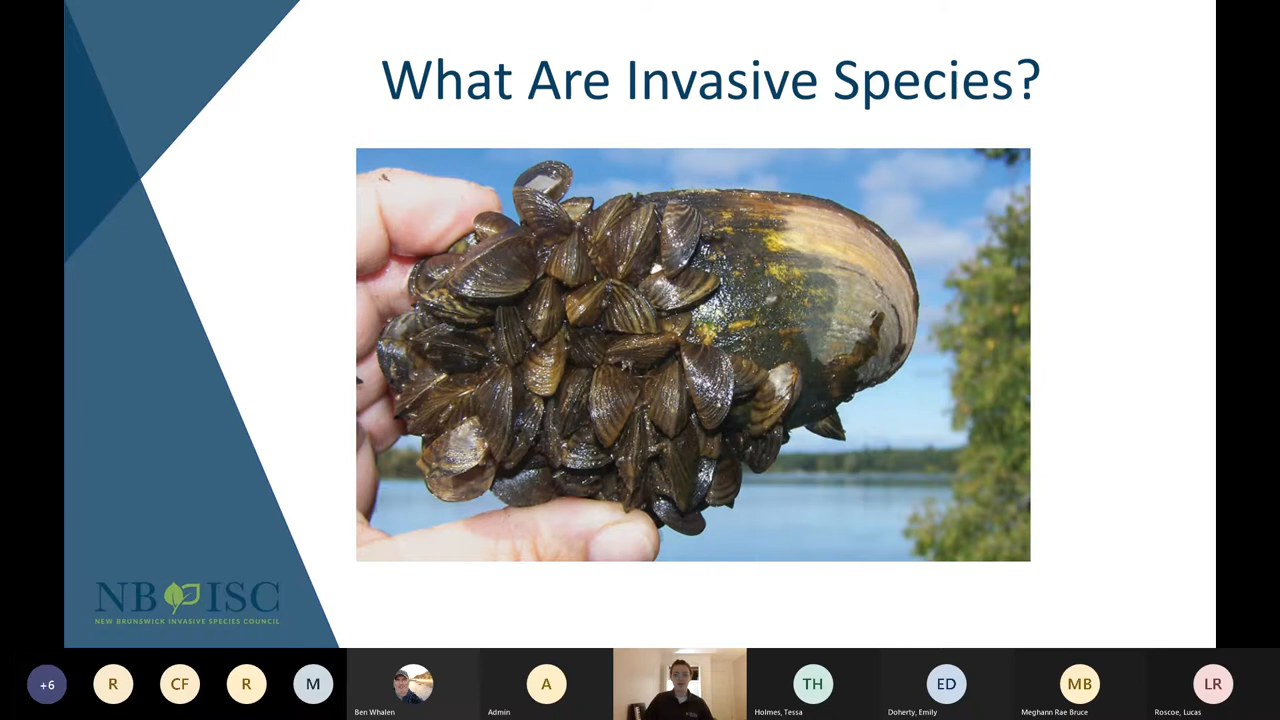 What Are Invasive Species?
NB ISC
NEW BRUNSWICK INVASIVE SPECIES COUNCIL
+6
R
CF
R
M
A
TH
ED
MB
LR
Ben Whalen
Admin
Holmes, Tessa
Doherty, Emily
Meghann Rae Bruce
Roscoe, Lucas